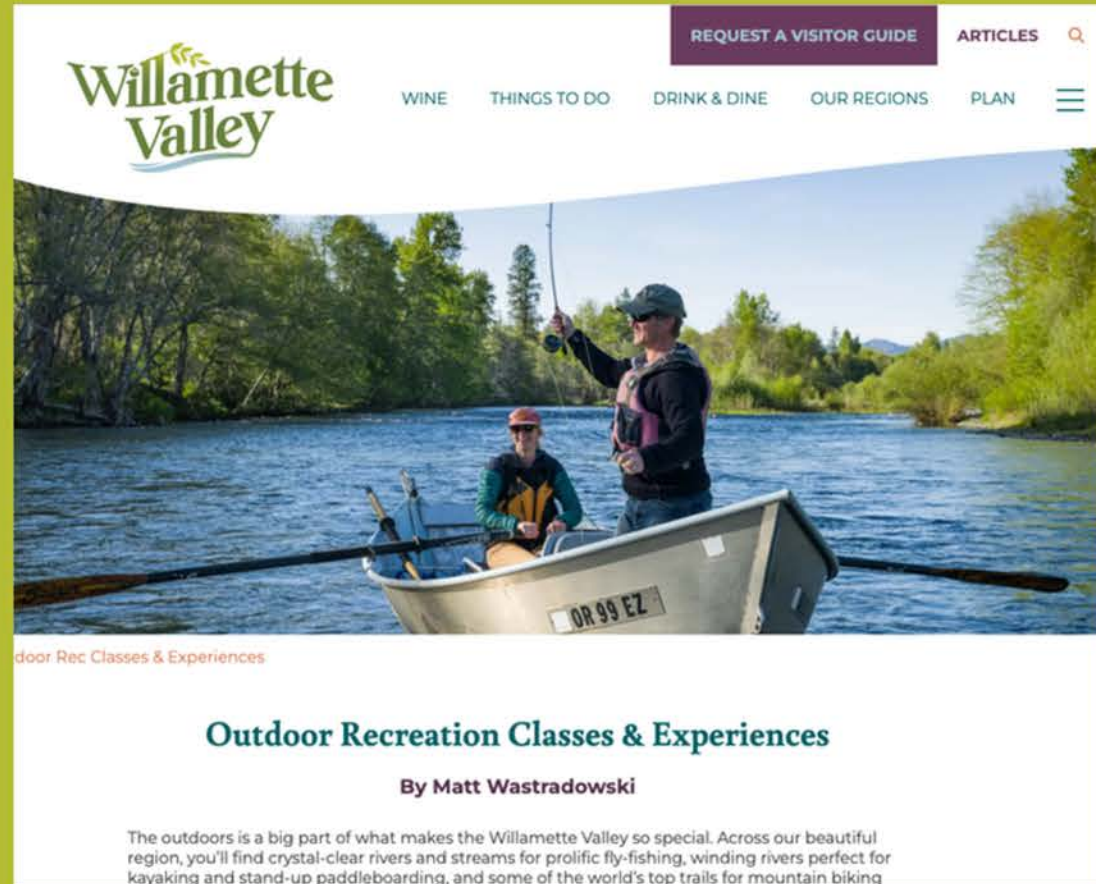 REQUEST A VISITOR GUIDE ARTICLES
Willamette
Valley
WINE THINGS TO DO DRINK & DINE OUR REGIONS PLAN
OR 99 EZ
door Rec Classes & Experiences
Outdoor Recreation Classes & Experiences
By Matt Wastradowski
The outdoors is a big part of what makes the Willamette Valley so special. Across our beautiful
region, you'll find crystal-clear rivers and streams for prolific fly-fishing, winding rivers perfect for
kayaking and stand-up paddleboarding, and some of the world's top trails for mountain biking